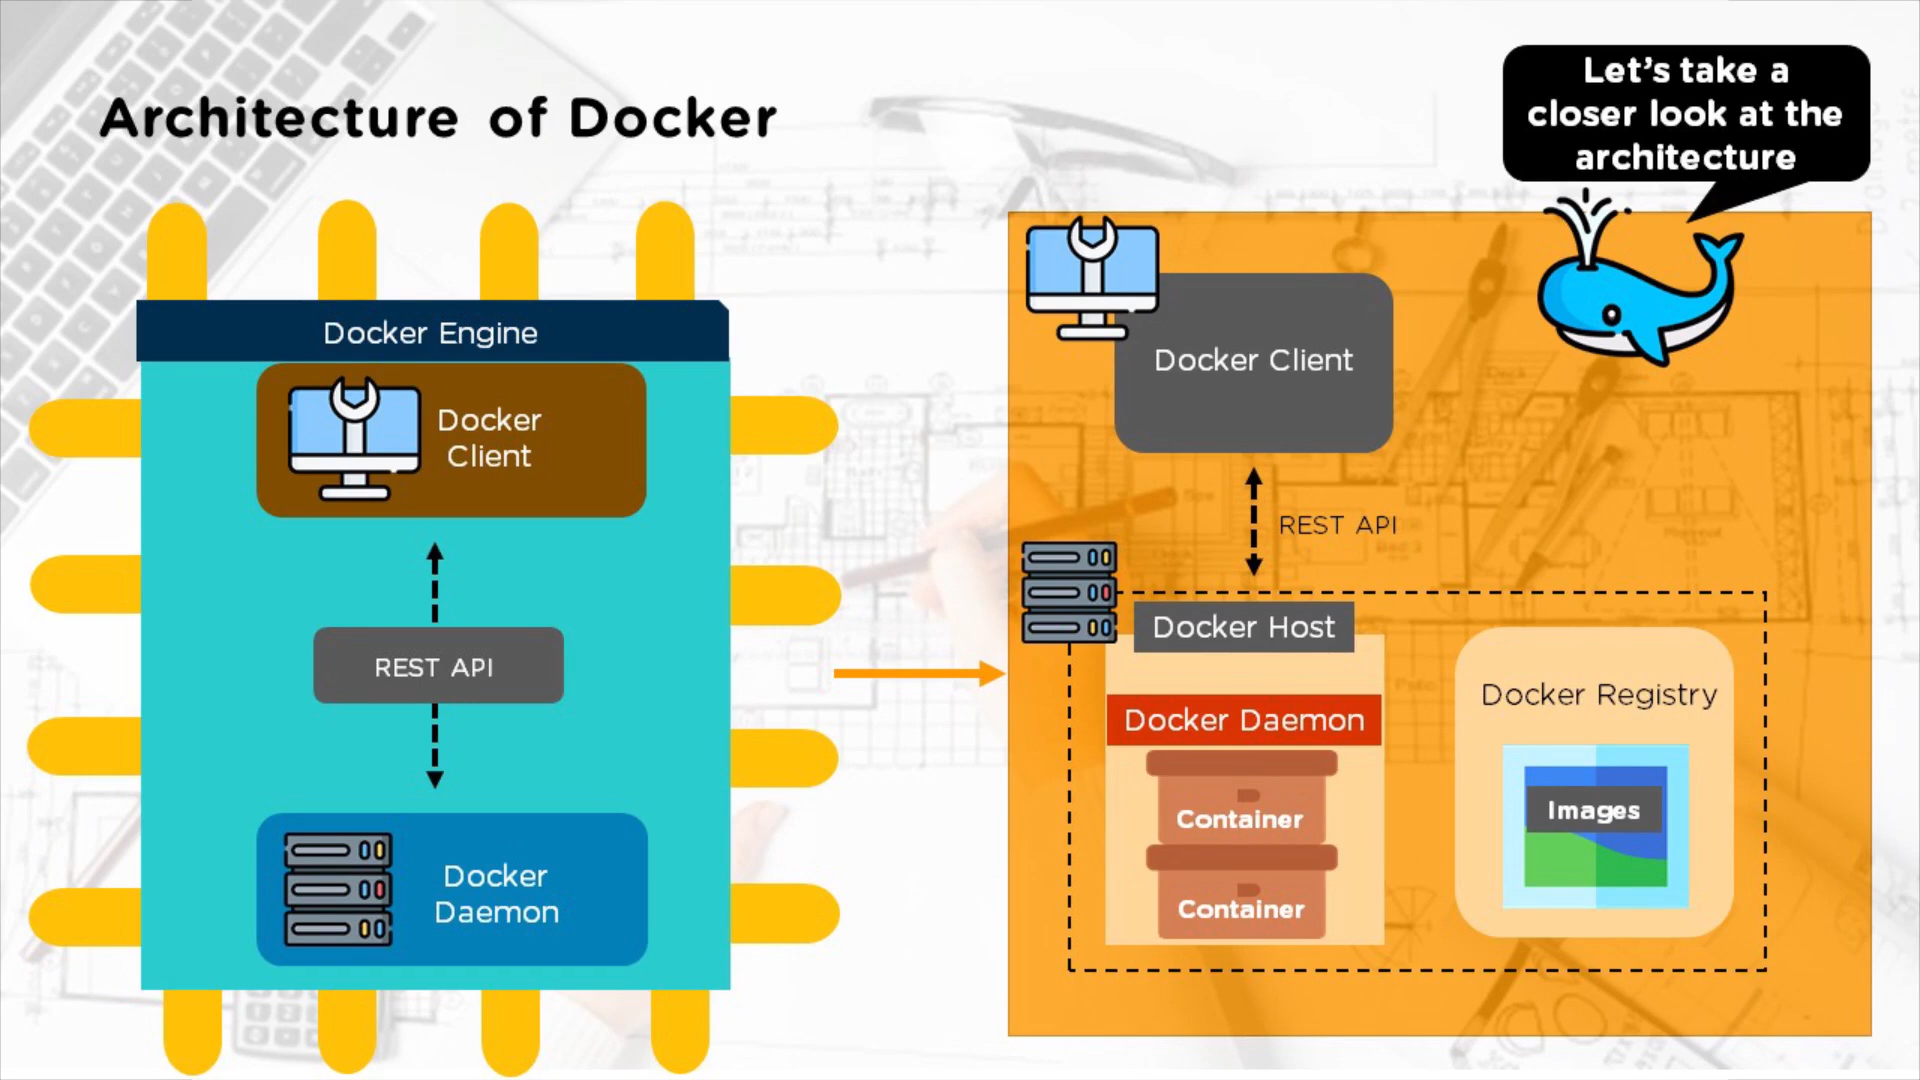 Architecture of Docker
Let's take a
closer look at the
architecture
Docker Engine
Docker
Client
REST API
Docker
Daemon
Docker Client
REST API
Docker Host
Docker Daemon
Container
Container
Docker Registry
Images